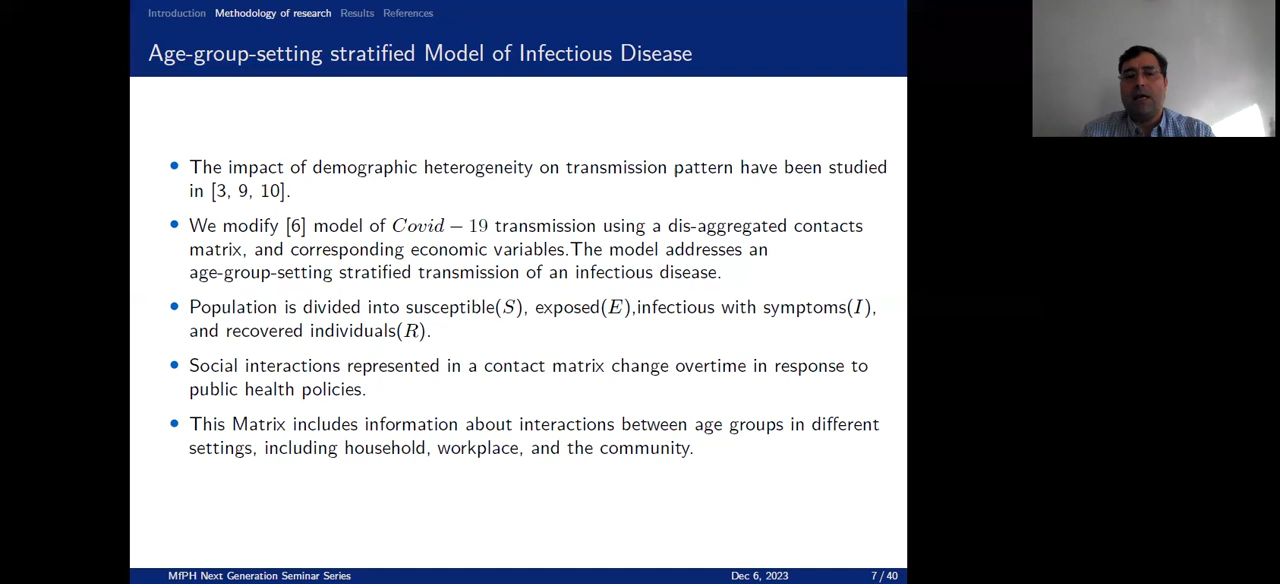 Introduction Methodology of research Results References
Age-group-setting stratified Model of Infectious Disease
• The impact of demographic heterogeneity on transmission pattern have been studied
in [3, 9, 10].
• We modify [6] model of Covid − 19 transmission using a dis-aggregated contacts
matrix, and corresponding economic variables.The model addresses an
age-group-setting stratified transmission of an infectious disease.
• Population is divided into susceptible(S), exposed(E),infectious with symptoms(I),
and recovered individuals(R).
• Social interactions represented in a contact matrix change overtime in response to
public health policies.
• This Matrix includes information about interactions between age groups in different
settings, including household, workplace, and the community.
MfPH Next Generation Seminar Series Dec 6, 2023 7 / 40